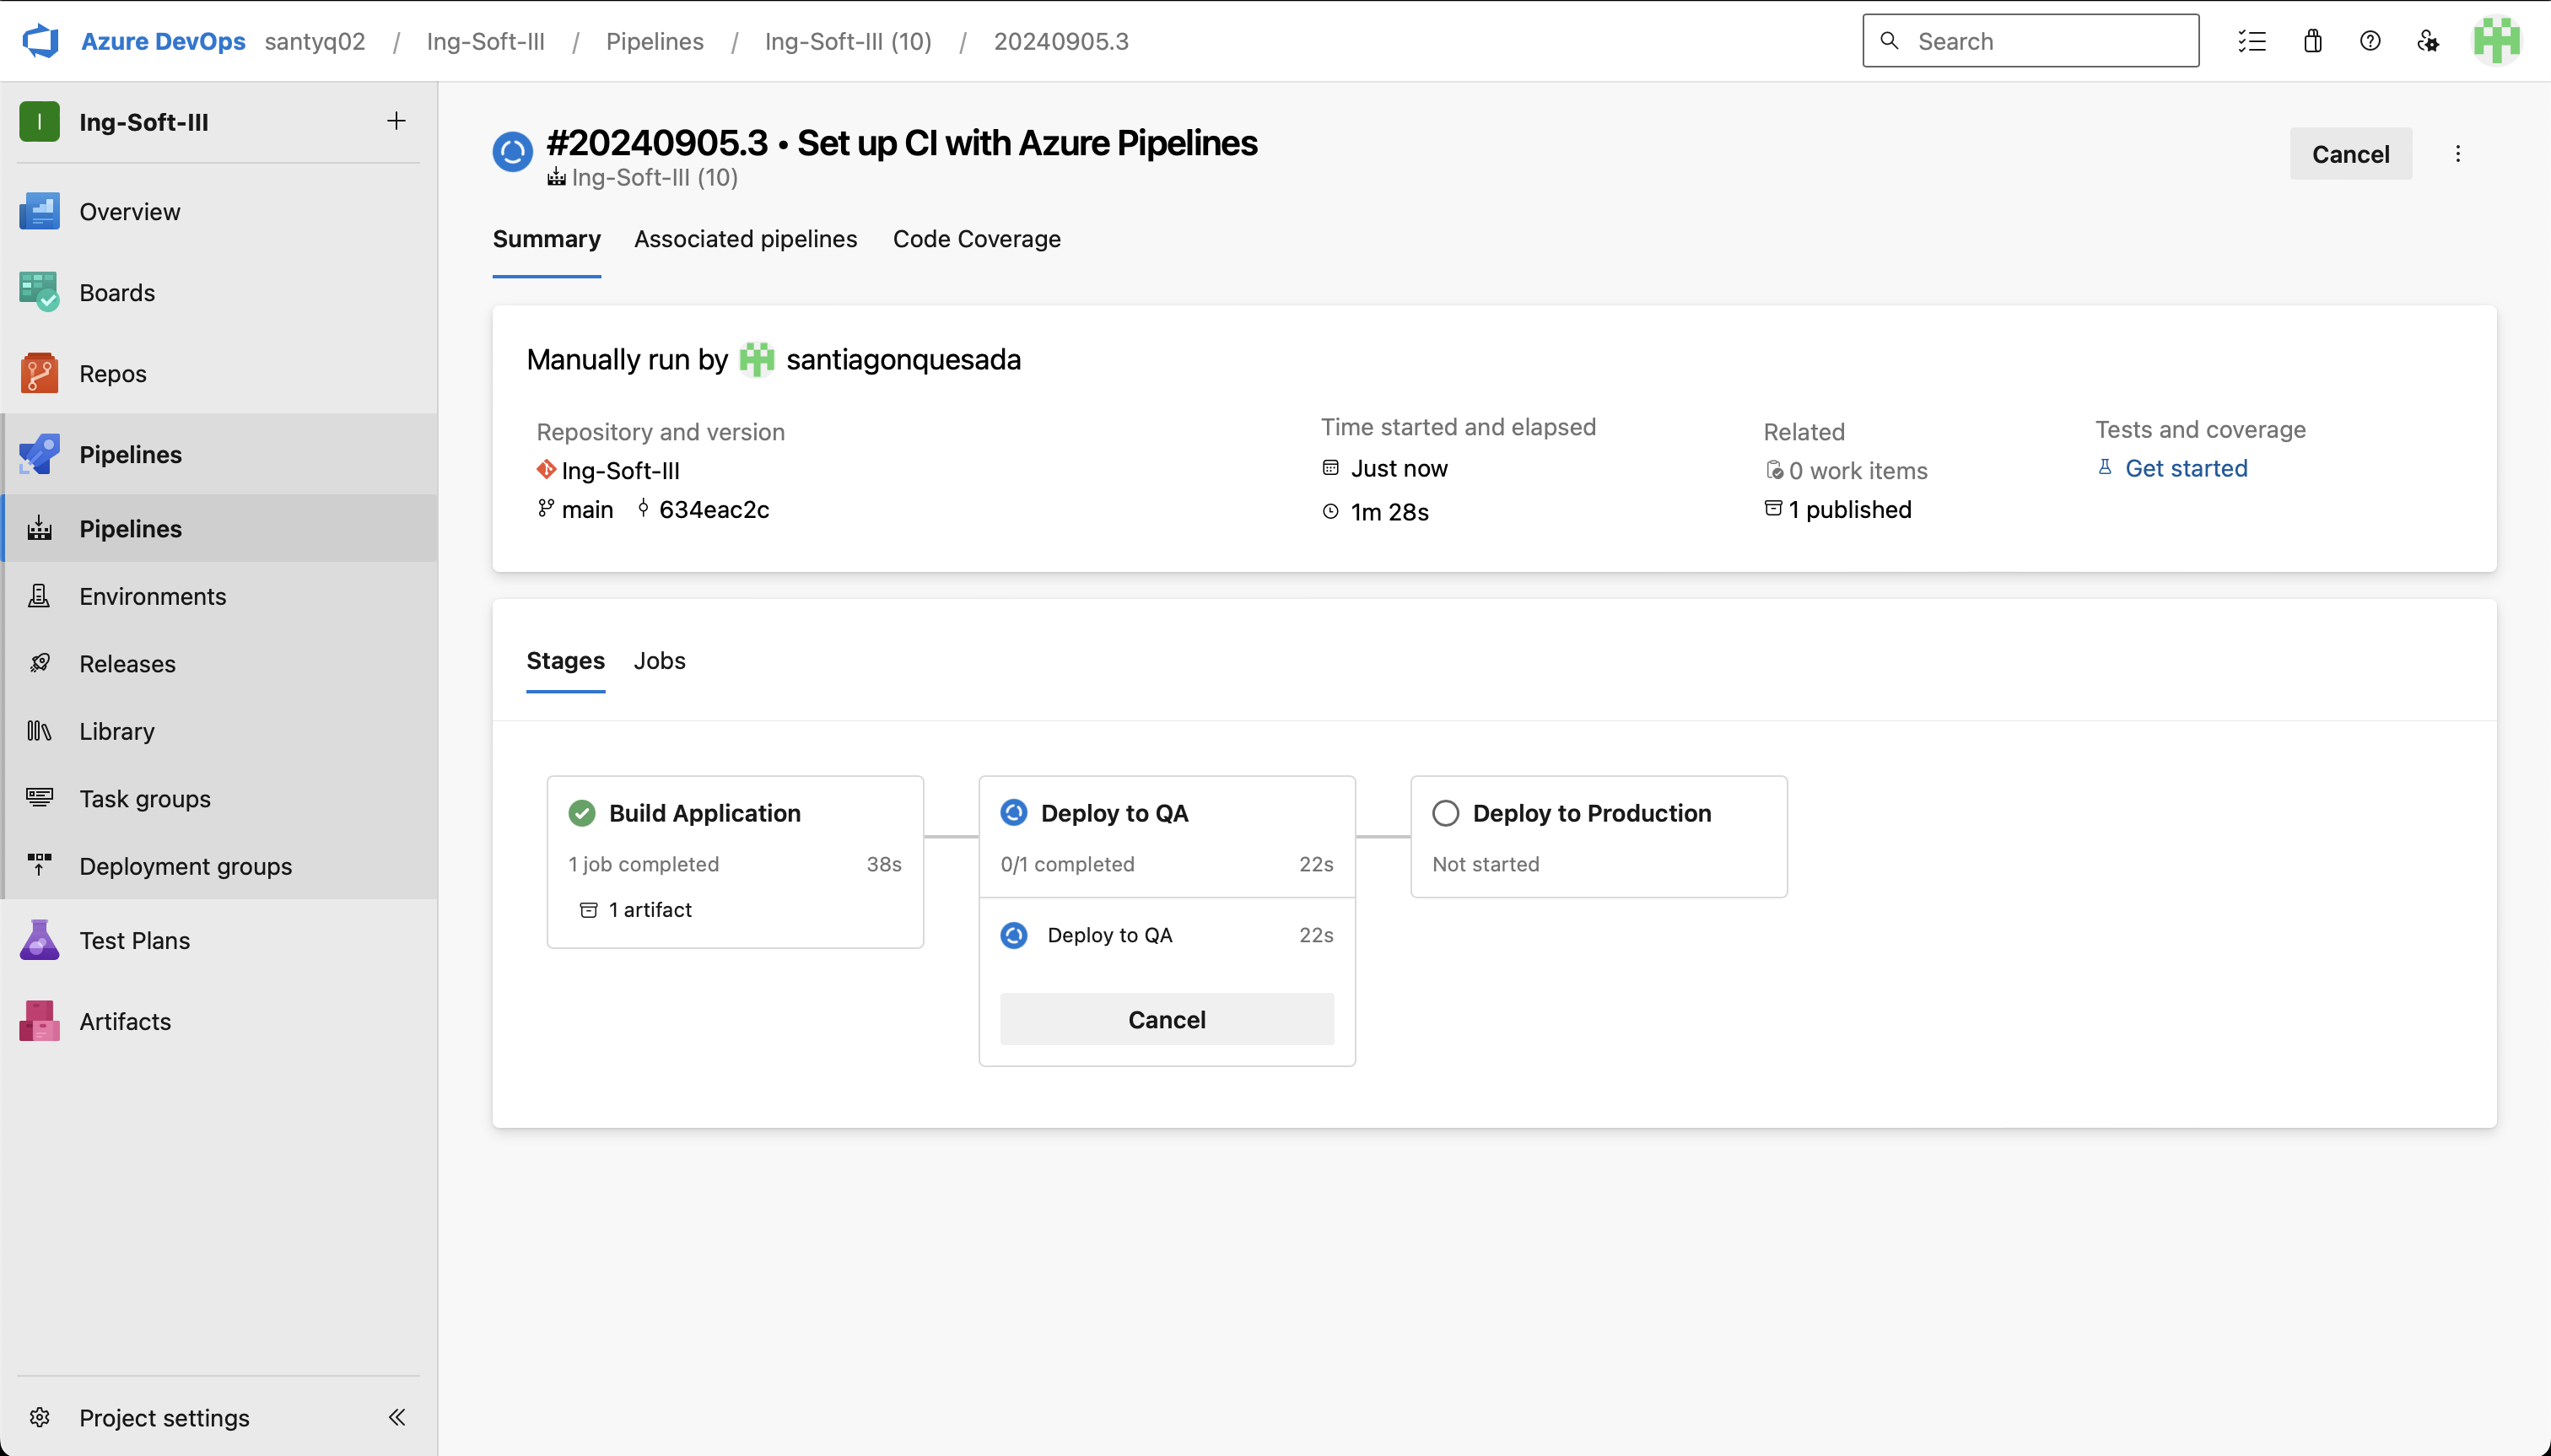 Azure DevOps santyq02 / Ing-Soft-III / Pipelines / Ing-Soft-III (10) / 20240905.3
Search
I Ing-Soft-III
Overview
Boards
Repos
Pipelines
Pipelines
Environments
Releases
Library
Task groups
Deployment groups
Test Plans
Artifacts
Project settings
#20240905.3 • Set up CI with Azure Pipelines
Ing-Soft-III (10)
Cancel
Summary Associated pipelines Code Coverage
Manually run by santiagonquesada
Repository and version
Ing-Soft-III
main 634eac2c
Time started and elapsed
Just now
1m 28s
Related
0 work items
1 published
Tests and coverage
Get started
Stages Jobs
Build Application
1 job completed 38s
1 artifact
Deploy to QA
0/1 completed 22s
Deploy to QA 22s
Cancel
Deploy to Production
Not started